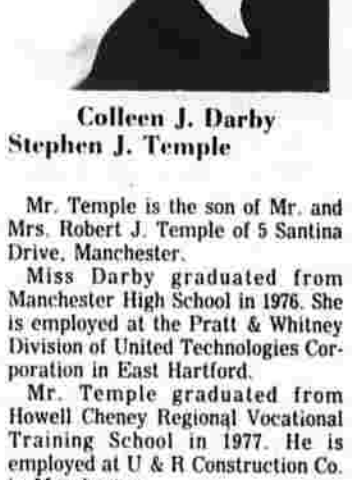 Colleen J. Darby
Stephen J. Temple
Mr. Temple is the son of Mr. and
Mrs. Robert J. Temple of 5 Santina
Drive, Manchester.
Miss Darby graduated from
Manchester High School in 1976. She
is employed at the Pratt & Whitney
Division of United Technologies Cor-
poration in East Hartford.
Mr. Temple graduated from
Howell Cheney Regional Vocational
Training School in 1977. He is
employed at U & R Construction Co.